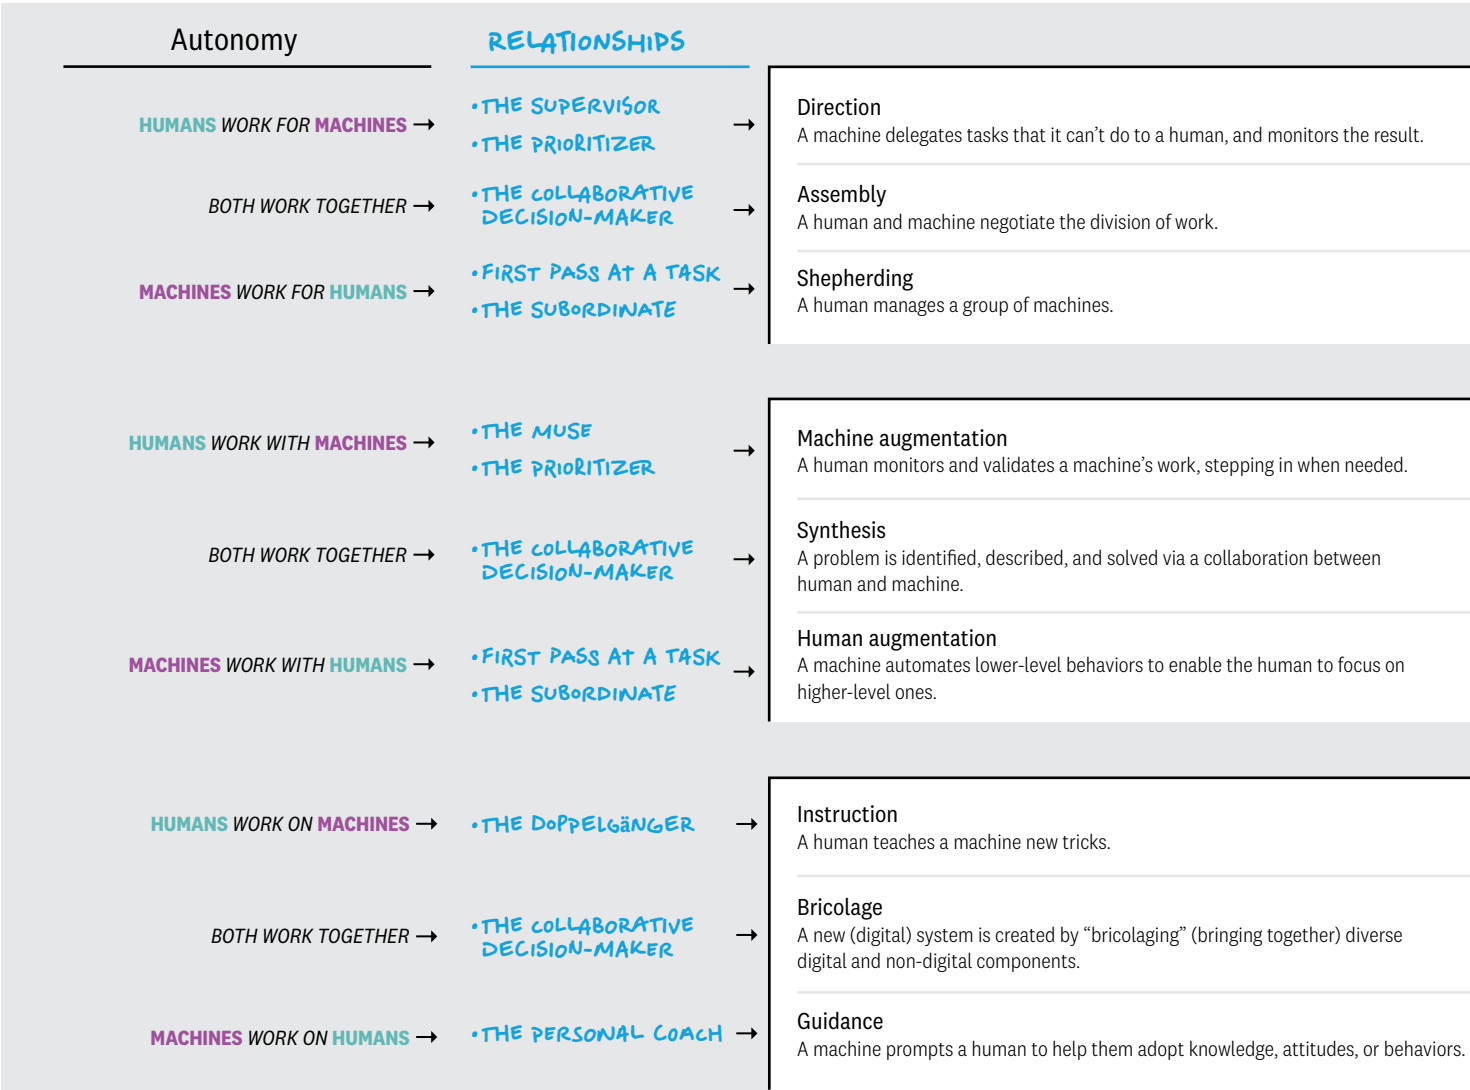 Autonomy
RELATIONSHIPS
HUMANS WORK FOR MACHINES →
• THE SUPERVISOR
• THE PRIORITIZER
→
Direction
A machine delegates tasks that it can’t do to a human, and monitors the result.
BOTH WORK TOGETHER →
• THE COLLABORATIVE
DECISION-MAKER
→
Assembly
A human and machine negotiate the division of work.
MACHINES WORK FOR HUMANS →
• FIRST PASS AT A TASK
• THE SUBORDINATE
→
Shepherding
A human manages a group of machines.
HUMANS WORK WITH MACHINES →
• THE MUSE
• THE PRIORITIZER
→
Machine augmentation
A human monitors and validates a machine’s work, stepping in when needed.
BOTH WORK TOGETHER →
• THE COLLABORATIVE
DECISION-MAKER
→
Synthesis
A problem is identified, described, and solved via a collaboration between
human and machine.
MACHINES WORK WITH HUMANS →
• FIRST PASS AT A TASK
• THE SUBORDINATE
→
Human augmentation
A machine automates lower-level behaviors to enable the human to focus on
higher-level ones.
HUMANS WORK ON MACHINES →
• THE DOPPELGÄNGER
→
Instruction
A human teaches a machine new tricks.
BOTH WORK TOGETHER →
• THE COLLABORATIVE
DECISION-MAKER
→
Bricolage
A new (digital) system is created by “bricolaging” (bringing together) diverse
digital and non-digital components.
MACHINES WORK ON HUMANS →
• THE PERSONAL COACH
→
Guidance
A machine prompts a human to help them adopt knowledge, attitudes, or behaviors.